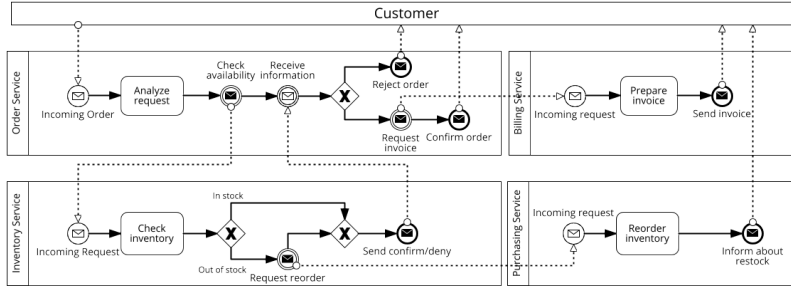 Customer
Order Service
Incoming Order
Analyze
request
Check
availability
Receive
information
X
Reject order
Request
invoice
Confirm order
Billing Service
Incoming request
Prepare
invoice
Send invoice
Inventory Service
Incoming Request
Check
inventory
X
In stock
Out of stock
Request reorder
X
Send confirm/deny
Purchasing Service
Incoming request
Reorder
inventory
Inform about
restock